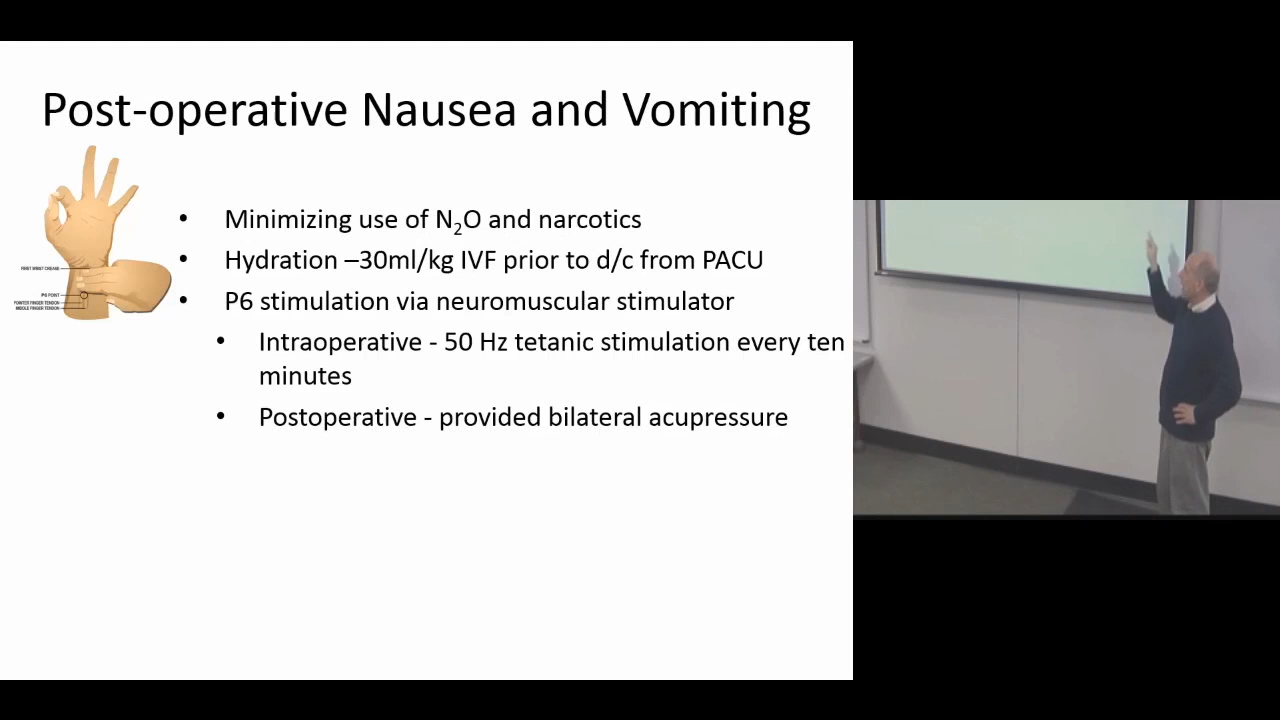 Post-operative Nausea and Vomiting
• Minimizing use of N₂O and narcotics
• Hydration –30ml/kg IVF prior to d/c from PACU
• P6 stimulation via neuromuscular stimulator
• Intraoperative - 50 Hz tetanic stimulation every ten
minutes
• Postoperative - provided bilateral acupressure
FIRST WRIST CREASE
P6 POINT
POINTER FINGER TENDON
MIDDLE FINGER TENDON